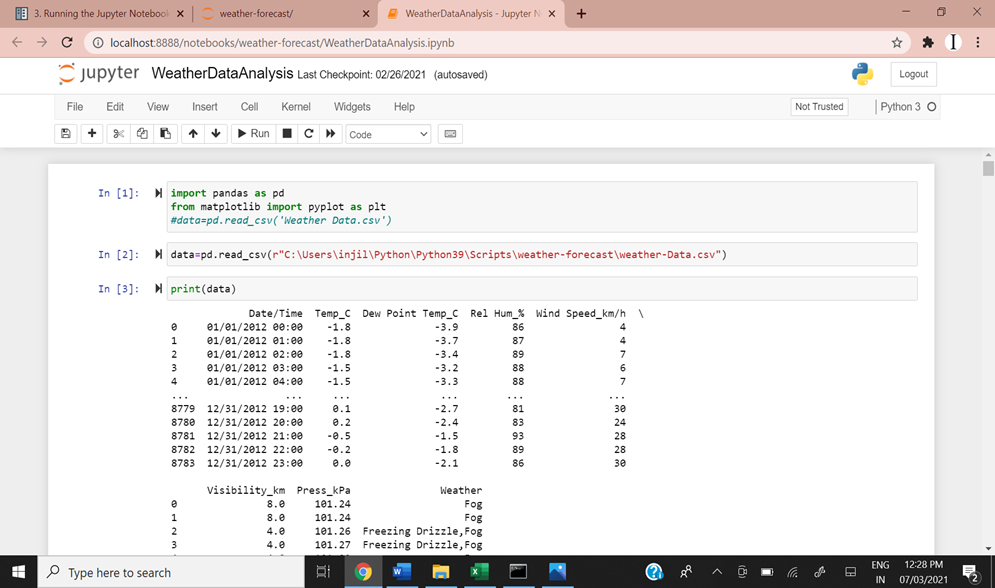 3. Running the Jupyter Notebook
weather-forecast/
WeatherDataAnalysis - Jupyter N
localhost:8888/notebooks/weather-forecast/WeatherDataAnalysis.ipynb
I
jupyter WeatherDataAnalysis Last Checkpoint: 02/26/2021 (autosaved)
Logout
File Edit View Insert Cell Kernel Widgets Help
Not Trusted
Python 3
Run
Code
In [1]: import pandas as pd
from matplotlib import pyplot as plt
#data=pd.read_csv('Weather Data.csv')
In [2]: data=pd.read_csv(r"C:\Users\injil\Python\Python39\Scripts\weather-forecast\weather-Data.csv")
In [3]: print(data)
Date/Time Temp_C Dew Point Temp_C Rel Hum_% Wind Speed_km/h \
0 01/01/2012 00:00 -1.8 -3.9 86 4
1 01/01/2012 01:00 -1.8 -3.7 87 4
2 01/01/2012 02:00 -1.8 -3.4 89 7
3 01/01/2012 03:00 -1.5 -3.2 88 6
4 01/01/2012 04:00 -1.5 -3.3 88 7
... ... ... ... ... ...
8779 12/31/2012 19:00 0.1 -2.7 81 30
8780 12/31/2012 20:00 0.2 -2.4 83 24
8781 12/31/2012 21:00 -0.5 -1.5 93 28
8782 12/31/2012 22:00 -0.2 -1.8 89 28
8783 12/31/2012 23:00 0.0 -2.1 86 30
Visibility_km Press_kPa Weather
0 8.0 101.24 Fog
1 8.0 101.24 Fog
2 4.0 101.26 Freezing Drizzle,Fog
3 4.0 101.27 Freezing Drizzle,Fog
Type here to search
ENG
IN
12:28 PM
07/03/2021
2